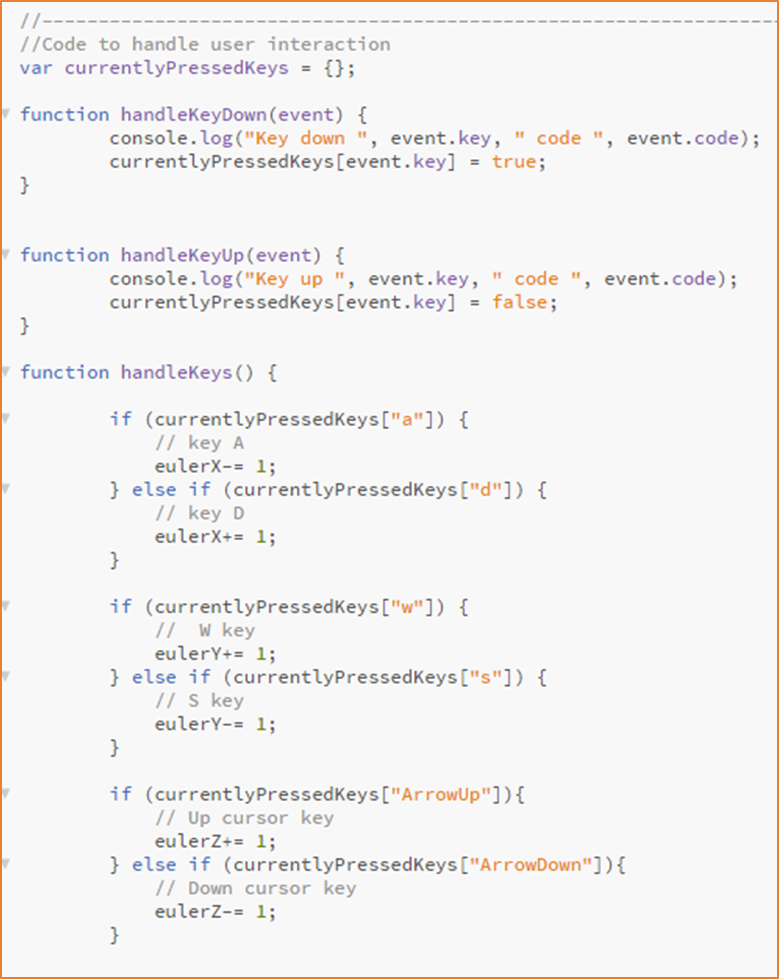 //------------------------------------------------------------------
//Code to handle user interaction
var currentlyPressedKeys = {};
function handleKeyDown(event) {
console.log("Key down ", event.key, " code ", event.code);
currentlyPressedKeys[event.key] = true;
}
function handleKeyUp(event) {
console.log("Key up ", event.key, " code ", event.code);
currentlyPressedKeys[event.key] = false;
}
function handleKeys() {
if (currentlyPressedKeys["a"]) {
// key A
eulerX-= 1;
} else if (currentlyPressedKeys["d"]) {
// key D
eulerX+= 1;
}
if (currentlyPressedKeys["w"]) {
//  W key
eulerY+= 1;
} else if (currentlyPressedKeys["s"]) {
// S key
eulerY-= 1;
}
if (currentlyPressedKeys["ArrowUp"]){
// Up cursor key
eulerZ+= 1;
} else if (currentlyPressedKeys["ArrowDown"]){
// Down cursor key
eulerZ-= 1;
}